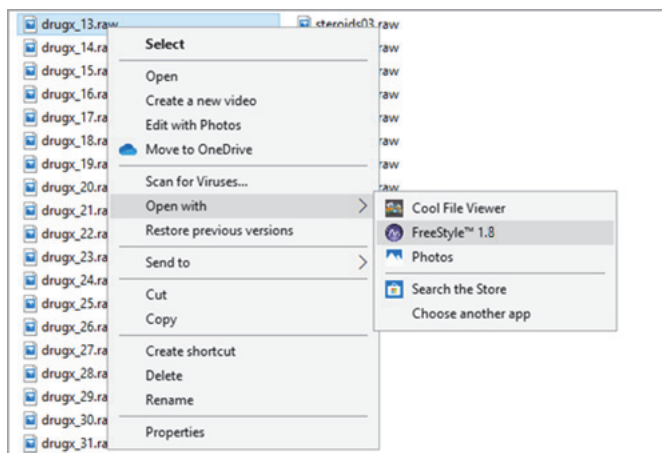 drugx_13.raw
drugx_14.ra
drugx_15.ra
drugx_16.ra
drugx_17.ra
drugx_18.ra
drugx_19.ra
drugx_20.ra
drugx_21.ra
drugx_22.ra
drugx_23.ra
drugx_24.ra
drugx_25.ra
drugx_26.ra
drugx_27.ra
drugx_28.ra
drugx_29.ra
drugx_30.ra
drugx_31.ra
Select
Open
Create a new video
Edit with Photos
Move to OneDrive
Scan for Viruses...
Open with
Restore previous versions
Send to
Cut
Copy
Create shortcut
Delete
Rename
Properties
steroids03.raw
raw
raw
raw
raw
raw
raw
Cool File Viewer
FreeStyle™ 1.8
Photos
Search the Store
Choose another app